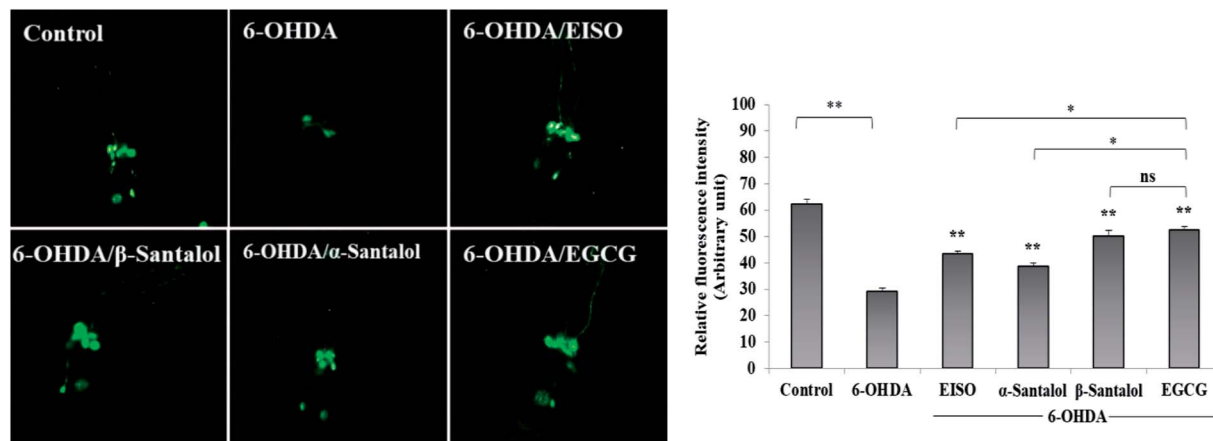 Control
6-OHDA
6-OHDA/EISO
6-OHDA/β-Santalol
6-OHDA/α-Santalol
6-OHDA/EGCG
Relative fluorescence intensity
(Arbitrary unit)
100
90
80
70
60
50
40
30
20
10
0
**
*
*
ns
**
**
**
**
Control
6-OHDA
EISO
α-Santalol
β-Santalol
EGCG
6-OHDA